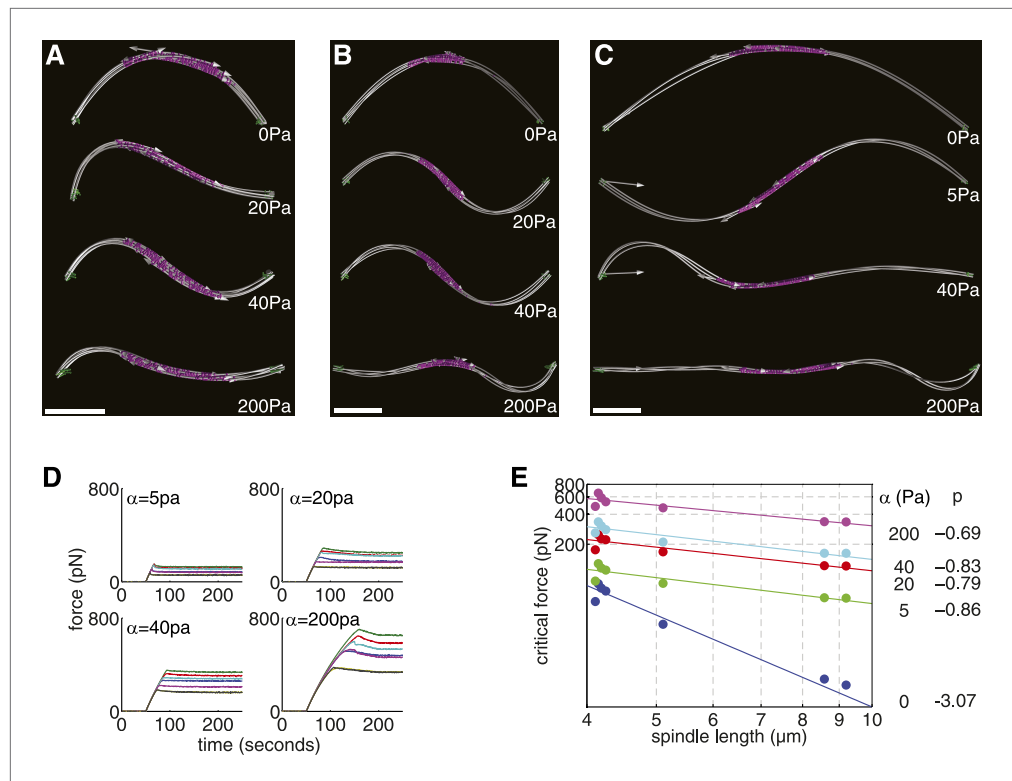 A
0Pa
20Pa
40Pa
200Pa
B
0Pa
20Pa
40Pa
200Pa
C
0Pa
5Pa
40Pa
200Pa
D
force (pN)
800
α=5pa
0
0 100 200
800
α=20pa
0
0 100 200
800
α=40pa
0
0 100 200
800
α=200pa
0
0 100 200
time (seconds)
E
critical force (pN)
800
600
400
200
4 5 6 7 8 9 10
spindle length (μm)
α (Pa) p
200 −0.69
40 −0.83
20 −0.79
5 −0.86
0 -3.07